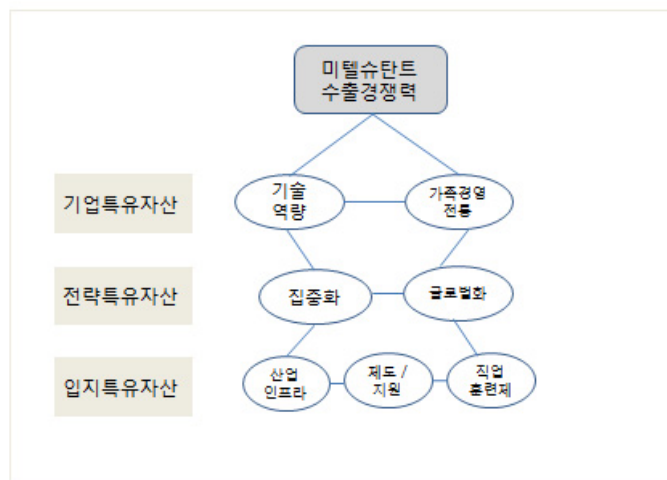 미텔슈탄트
수출경쟁력
기업특유자산
기술
역량
가족경영
전통
전략특유자산
집중화
글로벌화
입지특유자산
산업
인프라
제도 /
지원
직업
훈련제